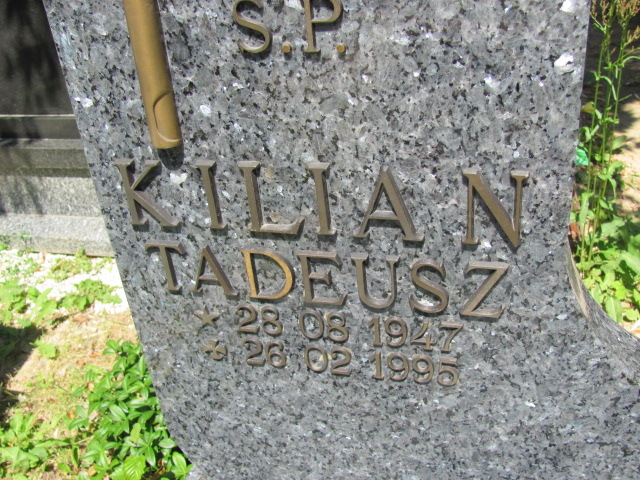 Ś.P.
KILIAN
TADEUSZ
* 28 08 1947
26 02 1995